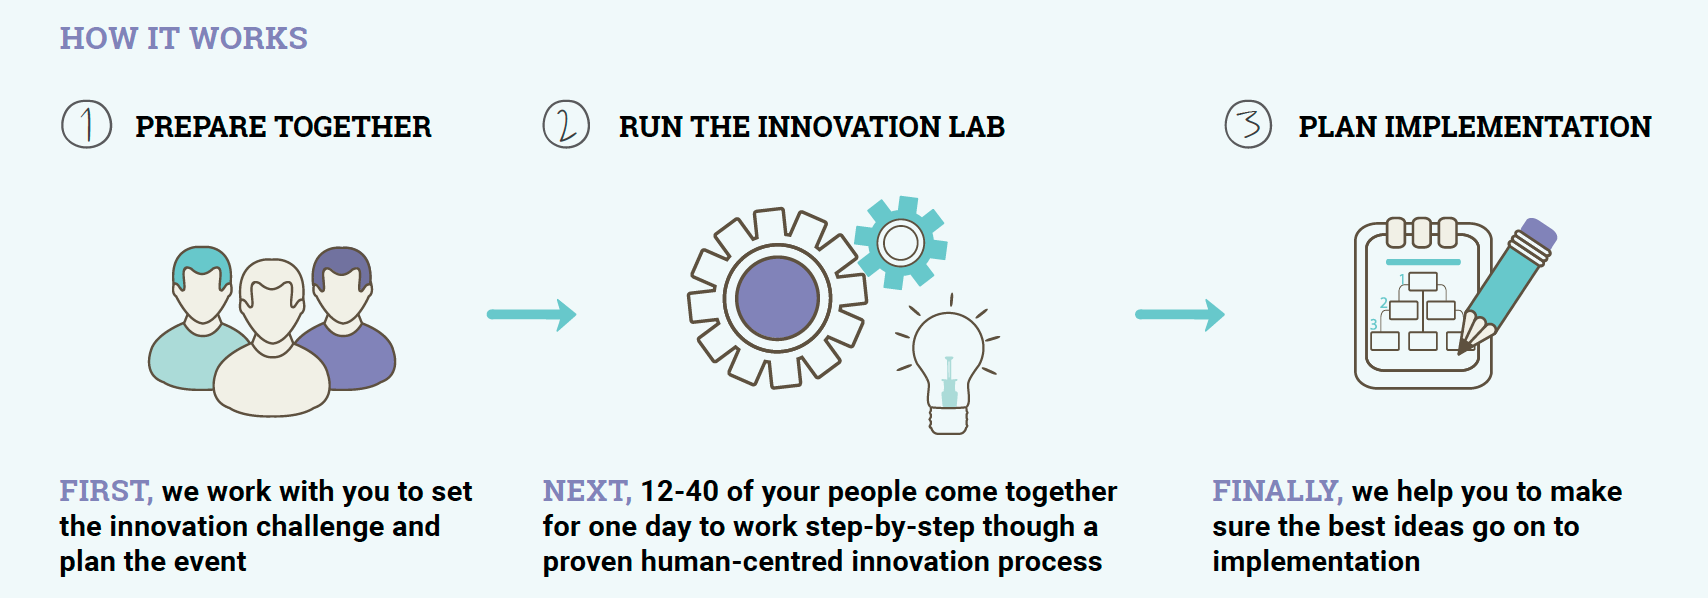 HOW IT WORKS
1 PREPARE TOGETHER
2 RUN THE INNOVATION LAB
3 PLAN IMPLEMENTATION
1
2
3
FIRST, we work with you to set
the innovation challenge and
plan the event
NEXT, 12-40 of your people come together
for one day to work step-by-step though a
proven human-centred innovation process
FINALLY, we help you to make
sure the best ideas go on to
implementation